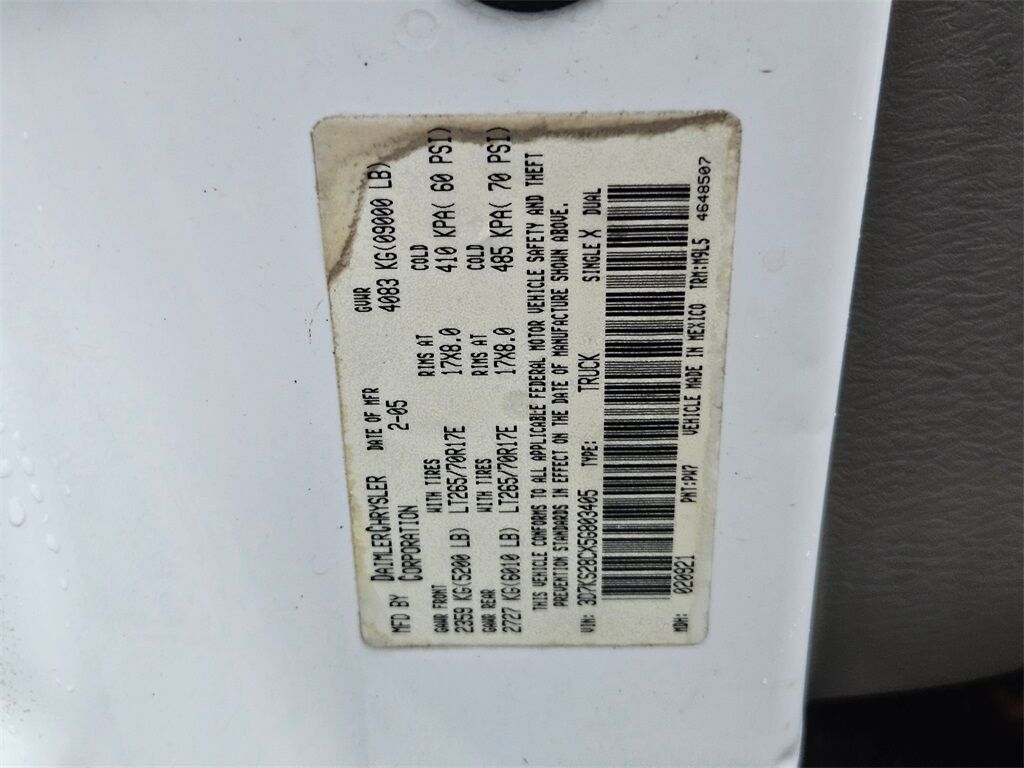 MFD BY DAIMLERCHRYSLER CORPORATION DATE OF MFR 2-05 GVWR 4083 KG(09000 LB)
GAWR FRONT WITH TIRES RIMS AT COLD
2359 KG(5200 LB) LT265/70R17E 17X8.0 410 KPA( 60 PSI)
GAWR REAR WITH TIRES RIMS AT COLD
2727 KG(6010 LB) LT265/70R17E 17X8.0 485 KPA( 70 PSI)
THIS VEHICLE CONFORMS TO ALL APPLICABLE FEDERAL MOTOR VEHICLE SAFETY AND THEFT
PREVENTION STANDARDS IN EFFECT ON THE DATE OF MANUFACTURE SHOWN ABOVE.
VIN: 3D7KS28CX5G803405 TYPE: TRUCK SINGLE X DUAL
MDH: 020921 PNT:PW7 VEHICLE MADE IN MEXICO TRM:M9L5 4648507